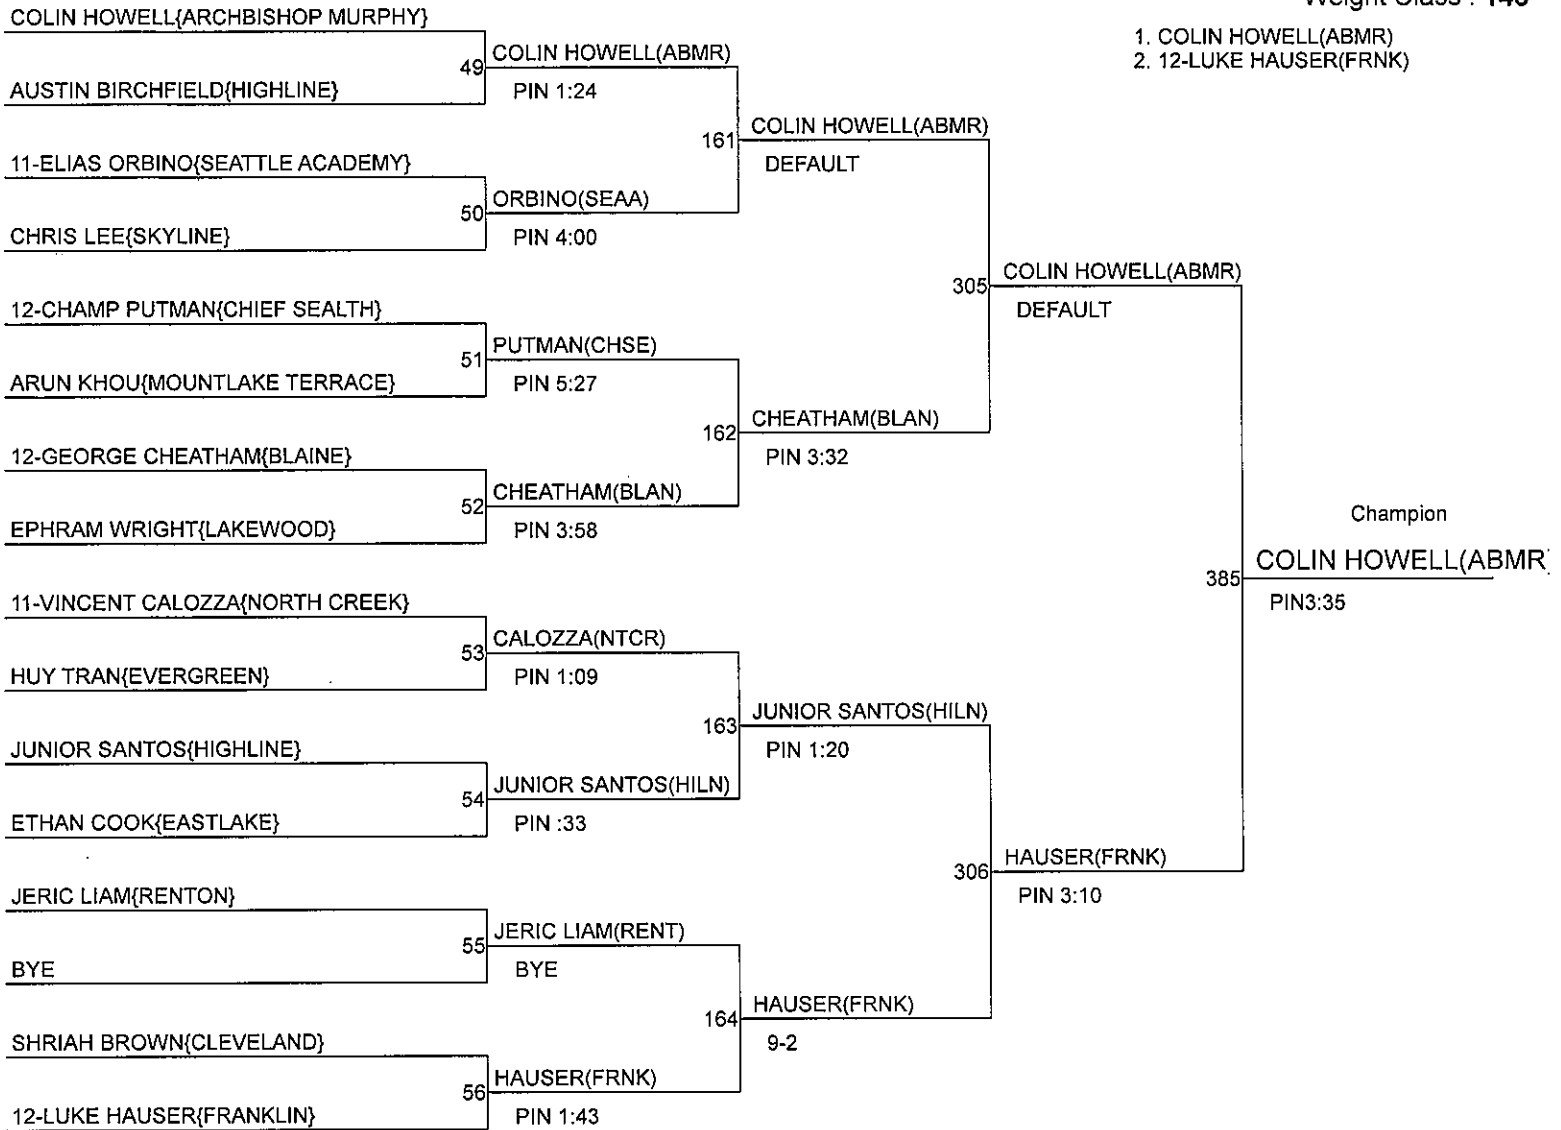 Weight Class :
1. COLIN HOWELL(ABMR)
2. 12-LUKE HAUSER(FRNK)
COLIN HOWELL{ARCHBISHOP MURPHY}
49
COLIN HOWELL(ABMR)
PIN 1:24
AUSTIN BIRCHFIELD{HIGHLINE}
161
COLIN HOWELL(ABMR)
DEFAULT
11-ELIAS ORBINO{SEATTLE ACADEMY}
50
ORBINO(SEAA)
PIN 4:00
CHRIS LEE{SKYLINE}
305
COLIN HOWELL(ABMR)
DEFAULT
12-CHAMP PUTMAN{CHIEF SEALTH}
51
PUTMAN(CHSE)
PIN 5:27
ARUN KHOU{MOUNTLAKE TERRACE}
162
CHEATHAM(BLAN)
PIN 3:32
12-GEORGE CHEATHAM{BLAINE}
52
CHEATHAM(BLAN)
PIN 3:58
EPHRAM WRIGHT{LAKEWOOD}
Champion
385
COLIN HOWELL(ABMR
PIN3:35
11-VINCENT CALOZZA{NORTH CREEK}
53
CALOZZA(NTCR)
PIN 1:09
HUY TRAN{EVERGREEN}
163
JUNIOR SANTOS(HILN)
PIN 1:20
JUNIOR SANTOS{HIGHLINE}
54
JUNIOR SANTOS(HILN)
PIN :33
ETHAN COOK{EASTLAKE}
306
HAUSER(FRNK)
PIN 3:10
JERIC LIAM{RENTON}
55
JERIC LIAM(RENT)
BYE
BYE
164
HAUSER(FRNK)
9-2
SHRIAH BROWN{CLEVELAND}
56
HAUSER(FRNK)
PIN 1:43
12-LUKE HAUSER{FRANKLIN}